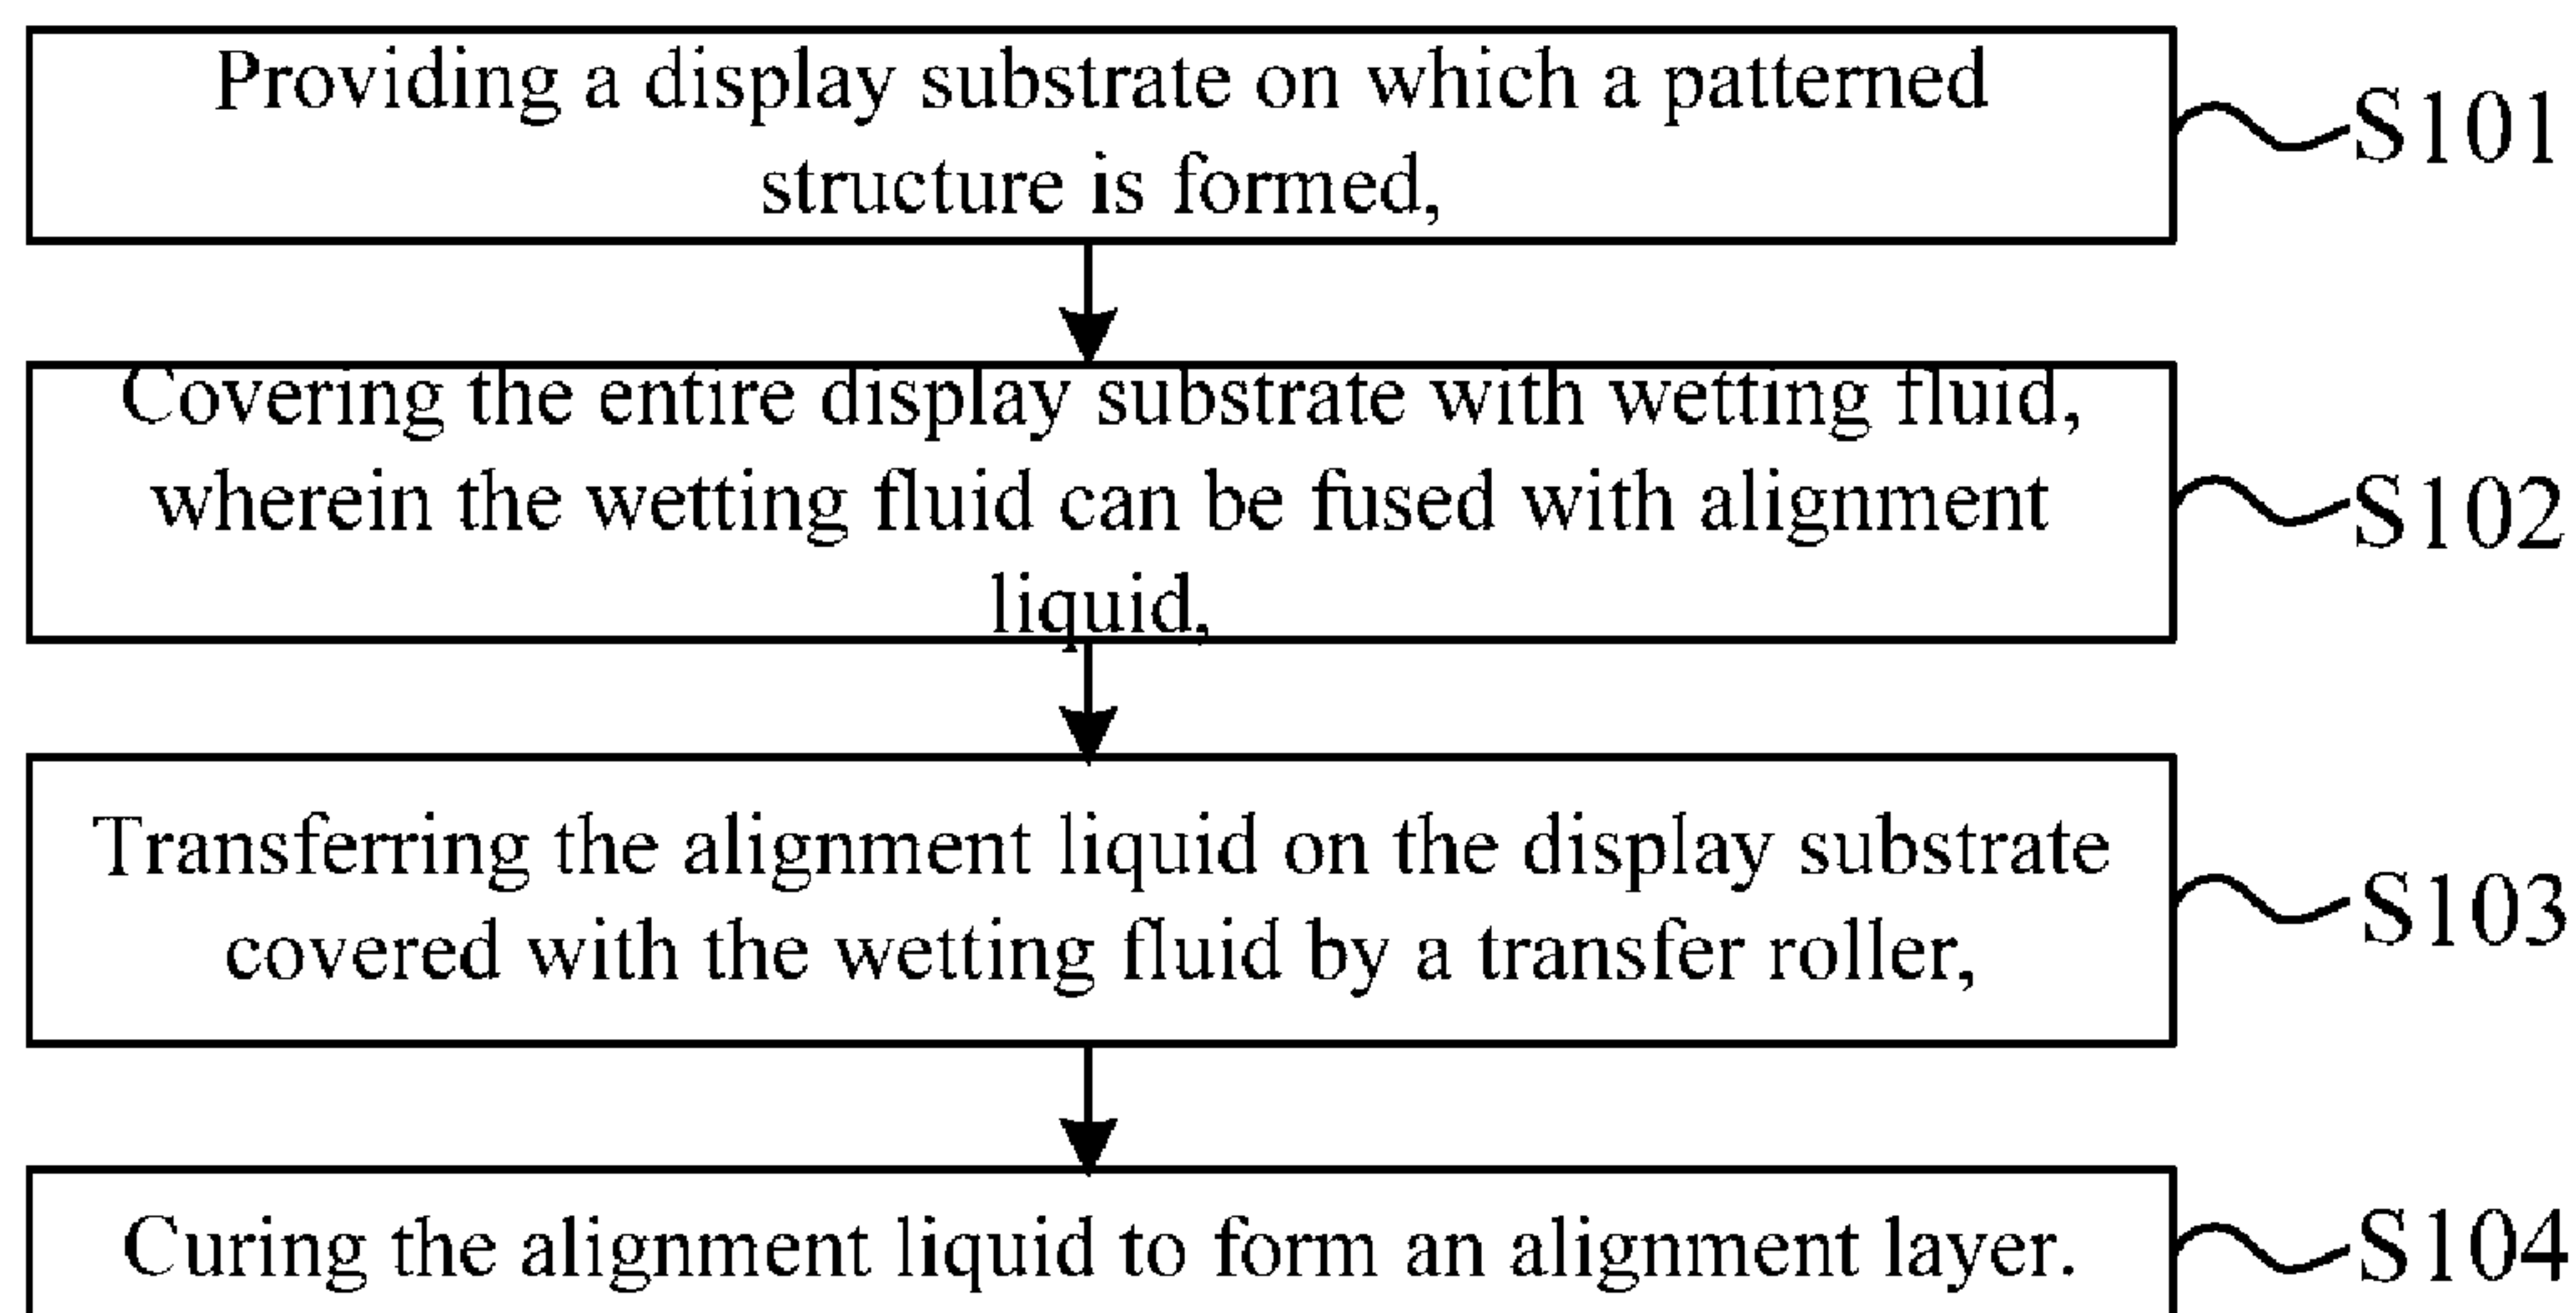 Providing a display substrate on which a patterned
structure is formed,
S101
Covering the entire display substrate with wetting fluid,
wherein the wetting fluid can be fused with alignment
liquid,
S102
Transferring the alignment liquid on the display substrate
covered with the wetting fluid by a transfer roller,
S103
Curing the alignment liquid to form an alignment layer.
S104